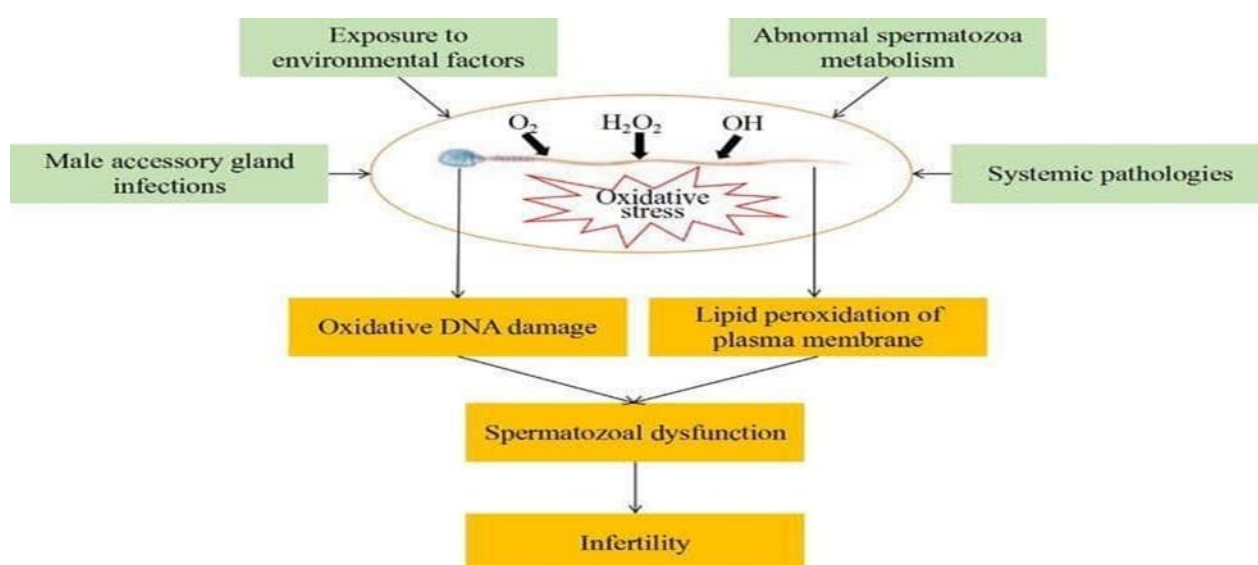 Exposure to
environmental factors
Abnormal spermatozoa
metabolism
O2
H2O2
OH
Male accessory gland
infections
Systemic pathologies
Oxidative
stress
Oxidative DNA damage
Lipid peroxidation of
plasma membrane
Spermatozoal dysfunction
Infertility